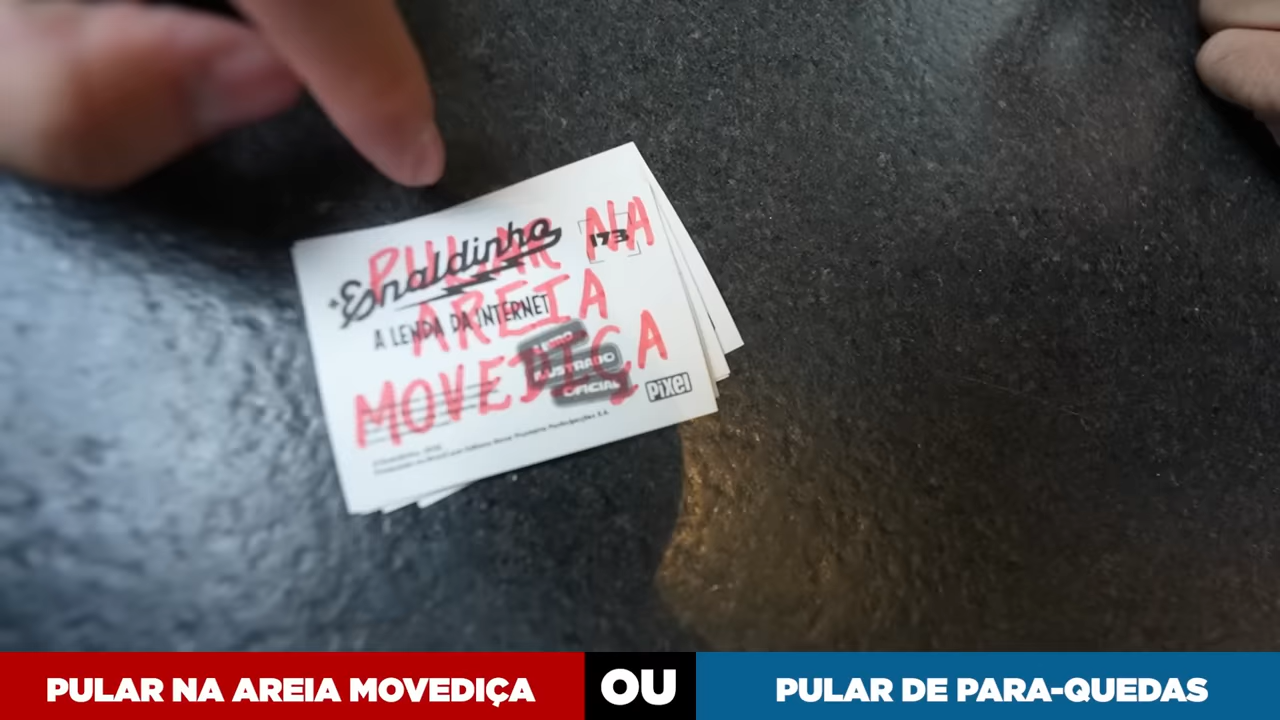 PULAR NA
AREIA
MOVEDIÇA
Enaldinho
173
A LENDA DA INTERNET
LIVRO
ILUSTRADO
OFICIAL
PiXel
PULAR NA AREIA MOVEDIÇA
OU
PULAR DE PARA-QUEDAS